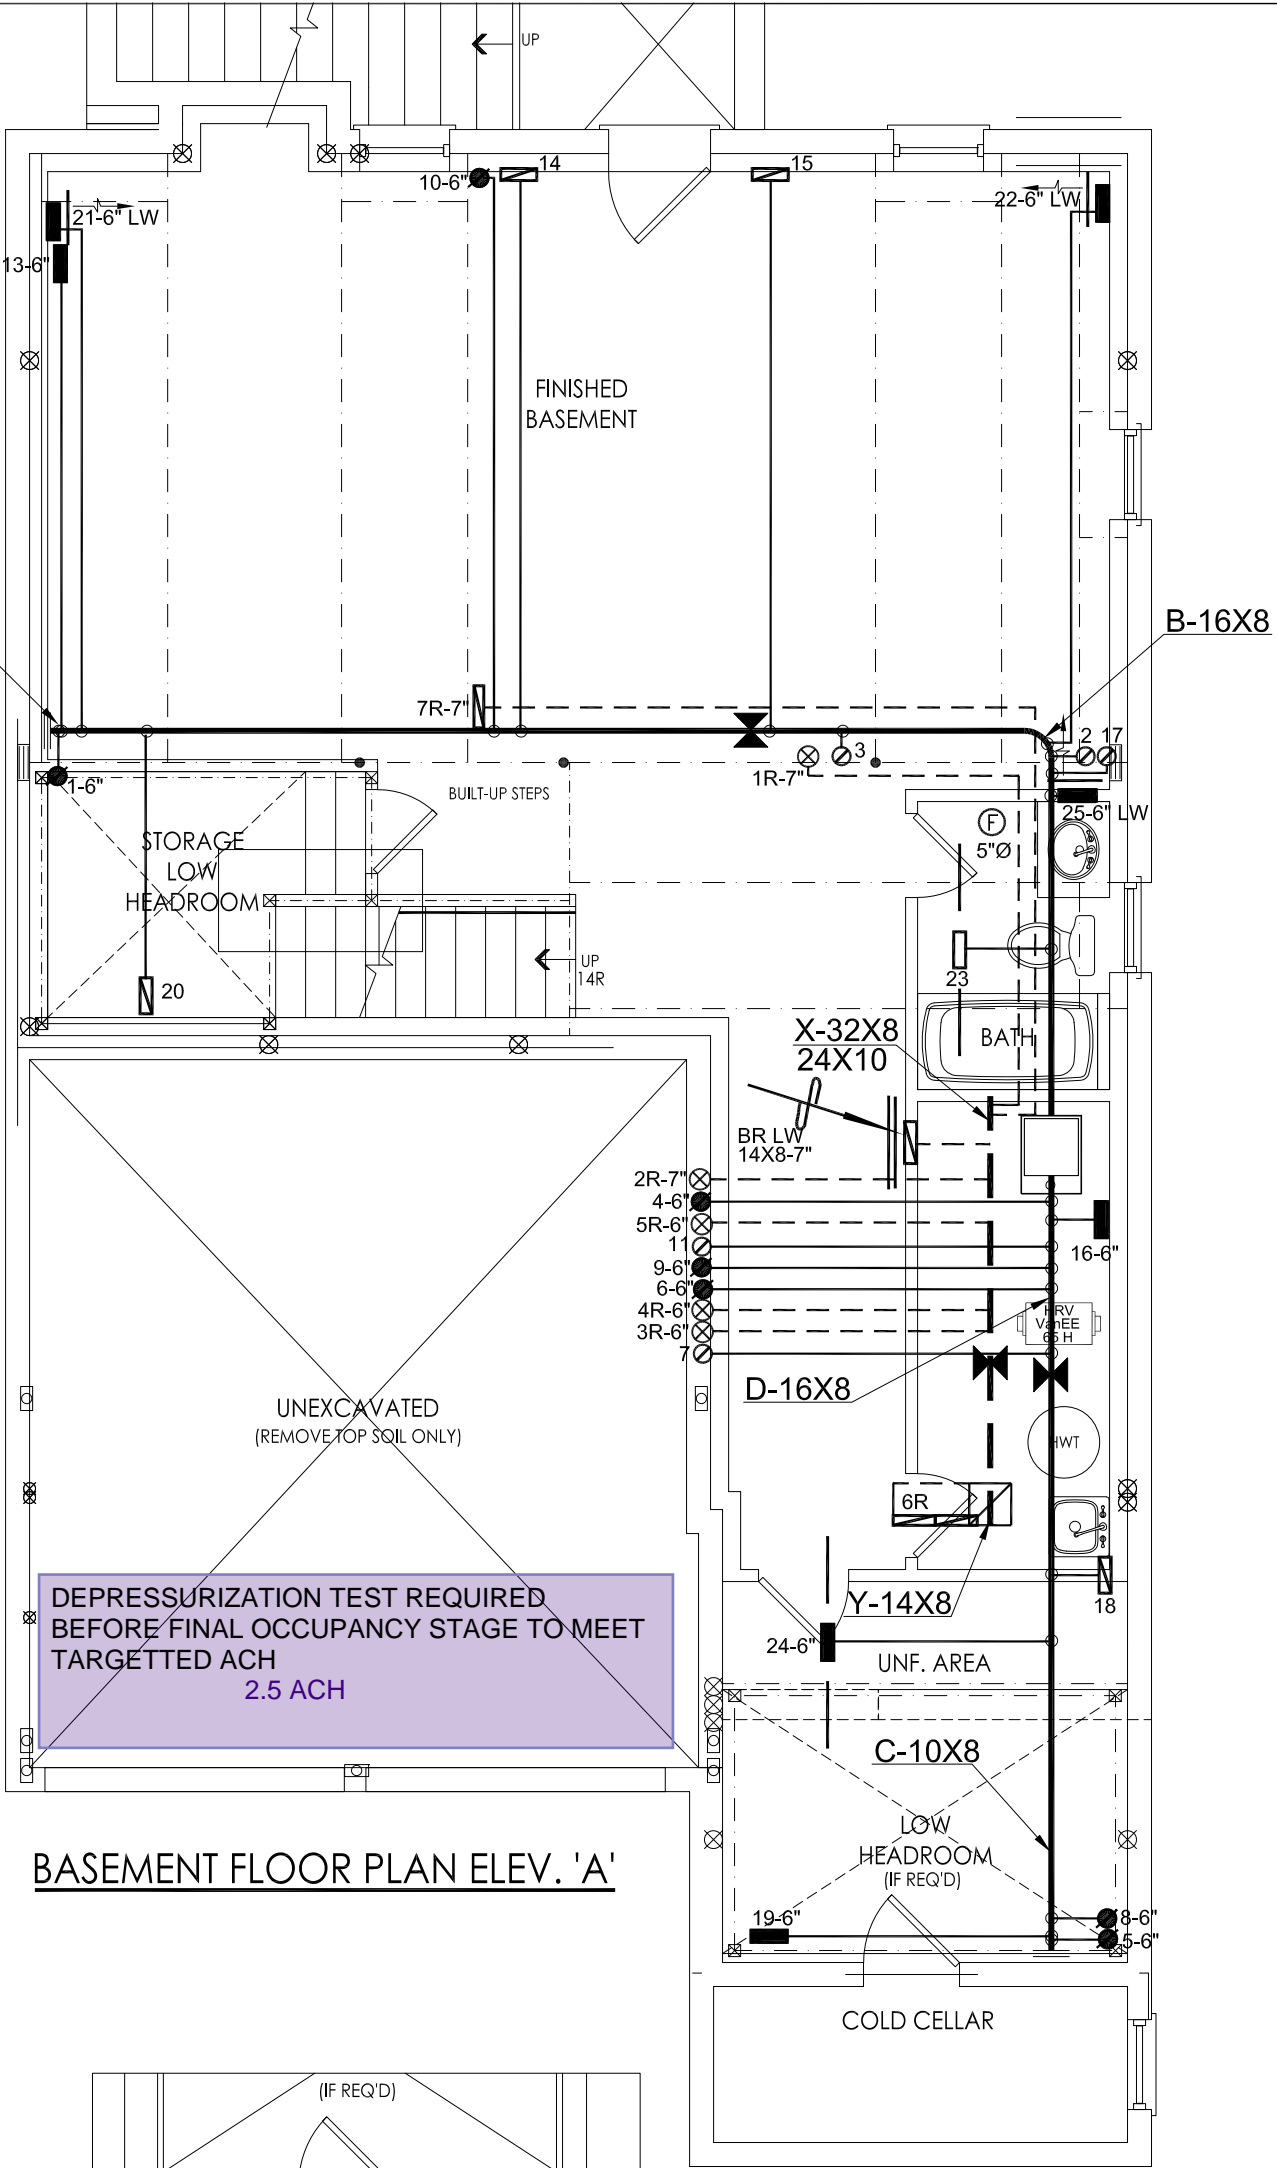 UP
10-6"
14
15
21-6" LW
22-6" LW
13-6"
FINISHED
BASEMENT
B-16X8
7R-7"
3
2
17
1R-7"
1-6"
BUILT-UP STEPS
25-6" LW
F
5"Ø
STORAGE
LOW
HEADROOM
UP
14R
20
23
X-32X8
24X10
BATH
BR LW
14X8-7"
2R-7"
4-6"
5R-6"
11
9-6"
6-6"
4R-6"
3R-6"
7
16-6"
HRV
VanEE
65 H
D-16X8
UNEXCAVATED
(REMOVE TOP SOIL ONLY)
HWT
6R
DEPRESSURIZATION TEST REQUIRED
BEFORE FINAL OCCUPANCY STAGE TO MEET
TARGETTED ACH
2.5 ACH
Y-14X8
18
24-6"
UNF. AREA
C-10X8
LOW
HEADROOM
(IF REQ'D)
BASEMENT FLOOR PLAN ELEV. 'A'
19-6"
8-6"
5-6"
COLD CELLAR
(IF REQ'D)